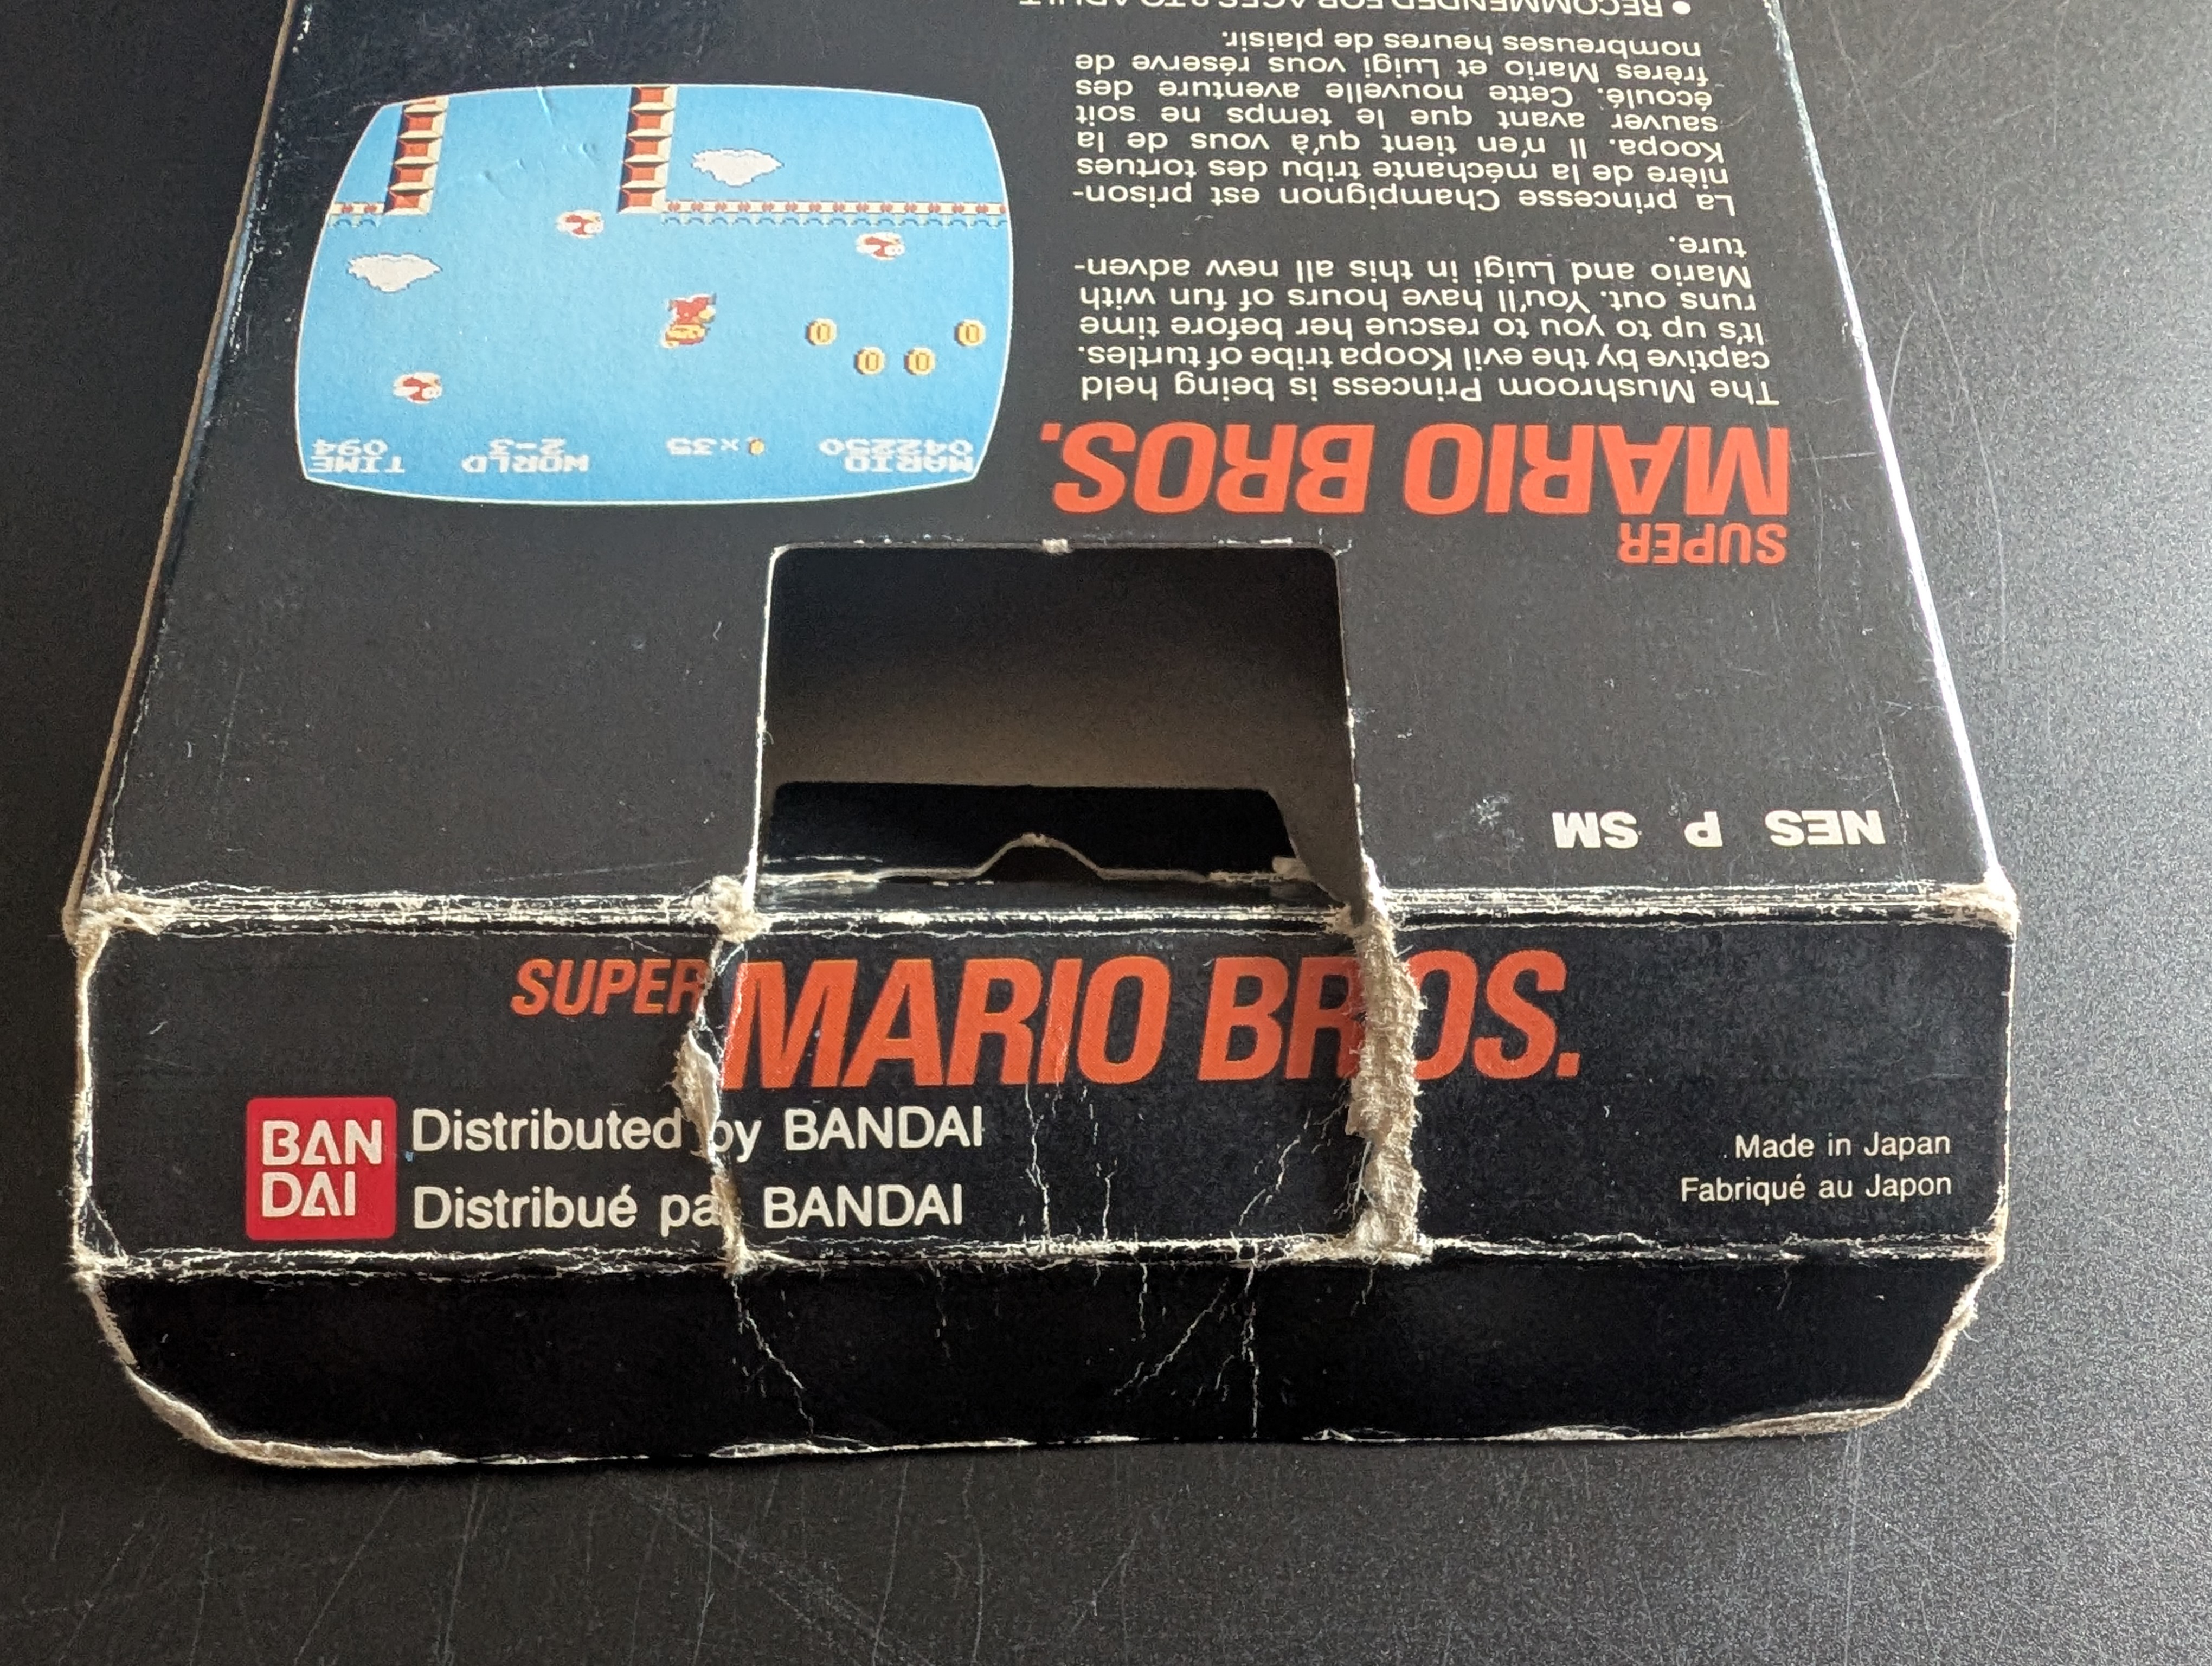 SUPER MARIO BROS.
BAN
DAI
Distributed by BANDAI
Distribué par BANDAI
Made in Japan
Fabriqué au Japon
NES P SM
SUPER
MARIO BROS.
The Mushroom Princess is being held
captive by the evil Koopa tribe of turtles.
It's up to you to rescue her before time
runs out. You'll have hours of fun with
Mario and Luigi in this all new adven-
ture.
La princesse Champignon est prison-
nière de la méchante tribu des tortues
Koopa. Il n'en tient qu'à vous de la
sauver avant que le temps ne soit
écoulé. Cette nouvelle aventure des
frères Mario et Luigi vous réserve de
nombreuses heures de plaisir.
• RECOMMENDED FOR AGES 8 TO ADULT
MARIO WORLD TIME
042250 ×35 2-3 094